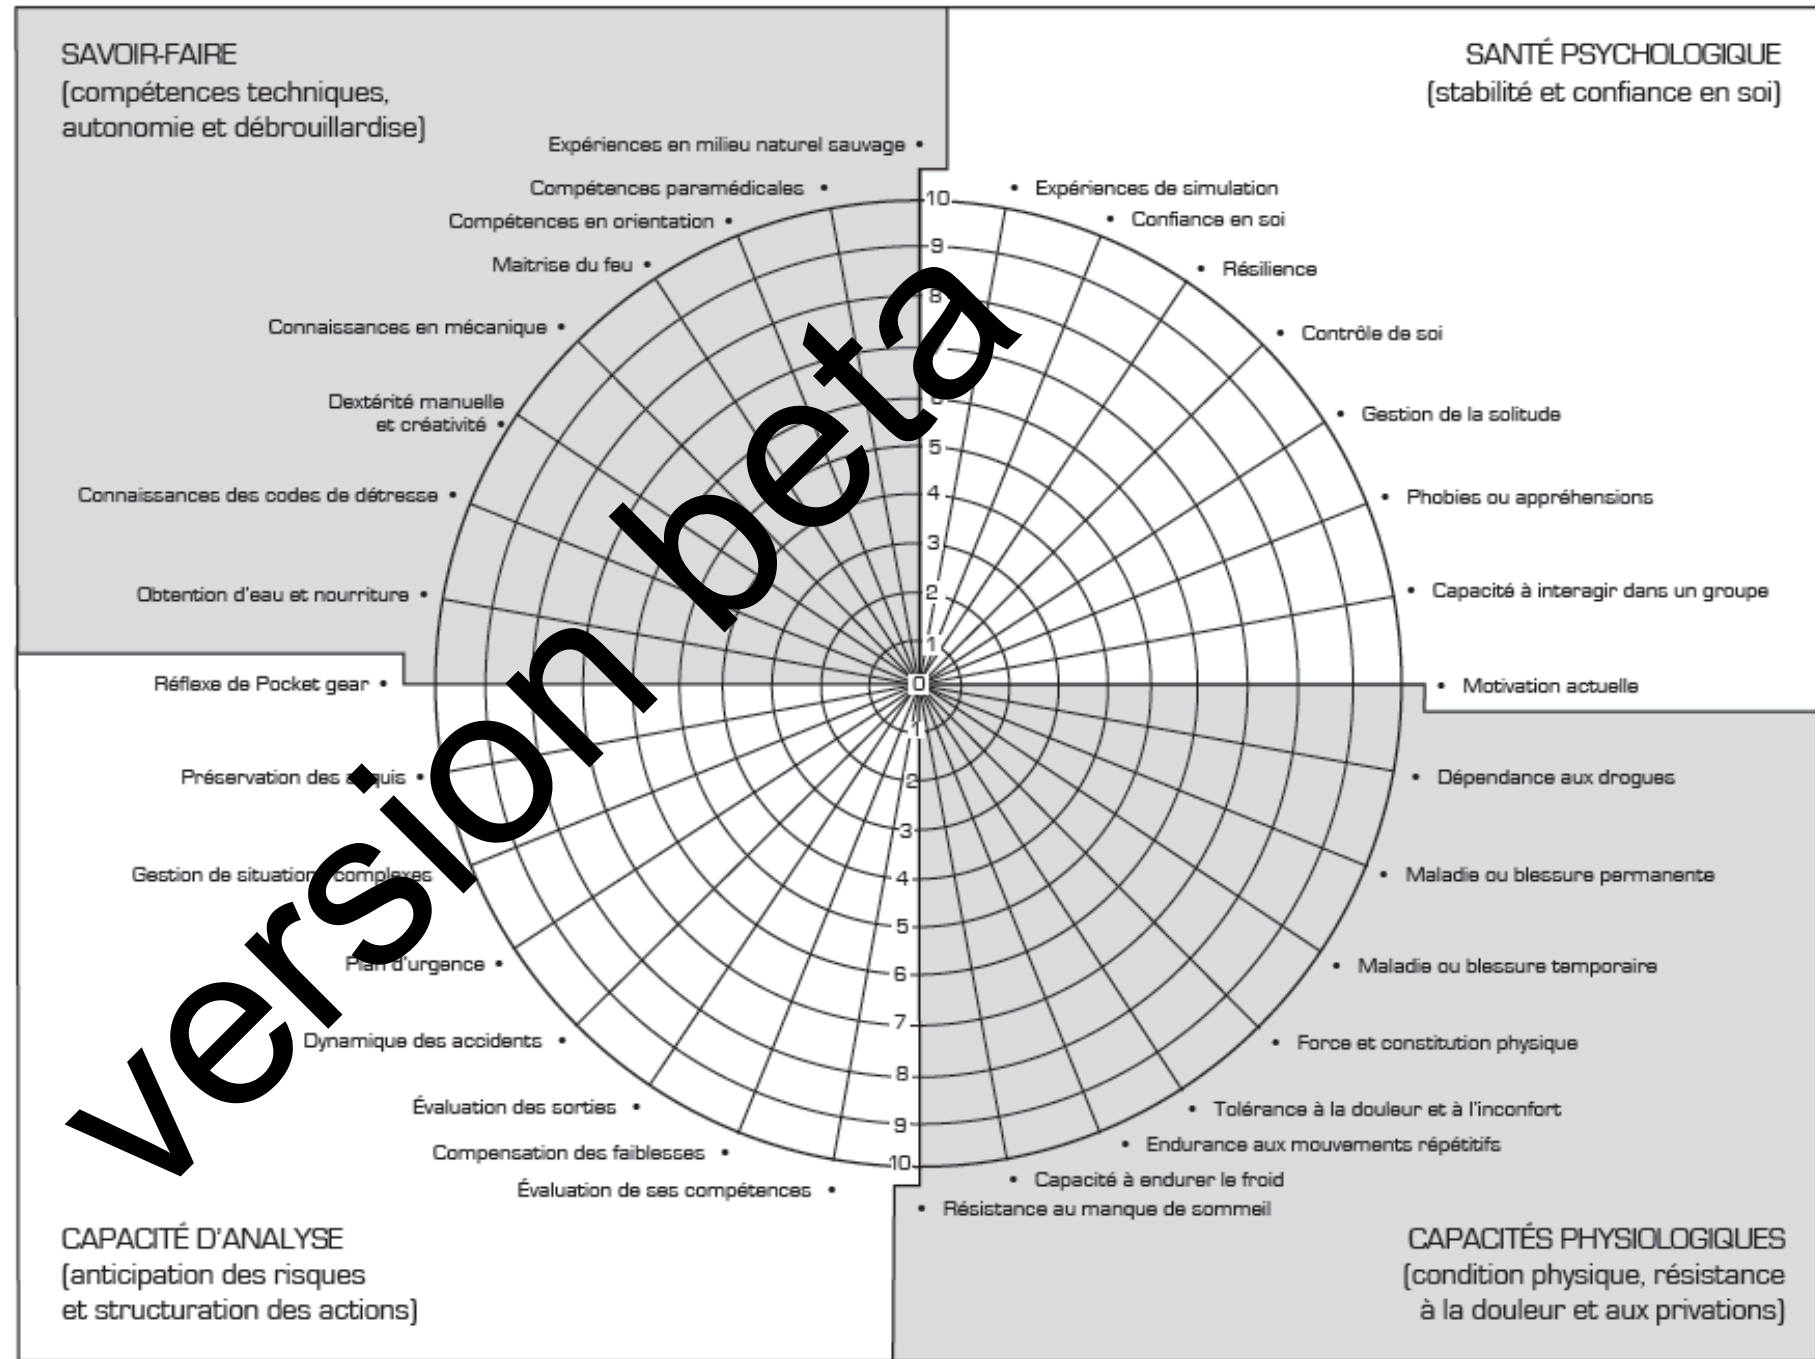 SAVOIR-FAIRE
(compétences techniques,
autonomie et débrouillardise)
SANTÉ PSYCHOLOGIQUE
(stabilité et confiance en soi)
Expériences en milieu naturel sauvage •
Compétences paramédicales •
Compétences en orientation •
Maitrise du feu •
Connaissances en mécanique •
Dextérité manuelle
et créativité •
Connaissances des codes de détresse •
Obtention d'eau et nourriture •
• Expériences de simulation
• Confiance en soi
• Résilience
• Contrôle de soi
• Gestion de la solitude
• Phobies ou appréhensions
• Capacité à interagir dans un groupe
• Motivation actuelle
10
9
8
6
5
4
3
2
1
0
1
2
3
4
5
6
7
8
9
10
version beta
Réflexe de Pocket gear •
Préservation des acquis •
Gestion de situations complexes
Plan d'urgence •
Dynamique des accidents •
Évaluation des sorties •
Compensation des faiblesses •
Évaluation de ses compétences •
• Dépendance aux drogues
• Maladie ou blessure permanente
• Maladie ou blessure temporaire
• Force et constitution physique
• Tolérance à la douleur et à l'inconfort
• Endurance aux mouvements répétitifs
• Capacité à endurer le froid
• Résistance au manque de sommeil
CAPACITÉ D'ANALYSE
(anticipation des risques
et structuration des actions)
CAPACITÉS PHYSIOLOGIQUES
(condition physique, résistance
à la douleur et aux privations)